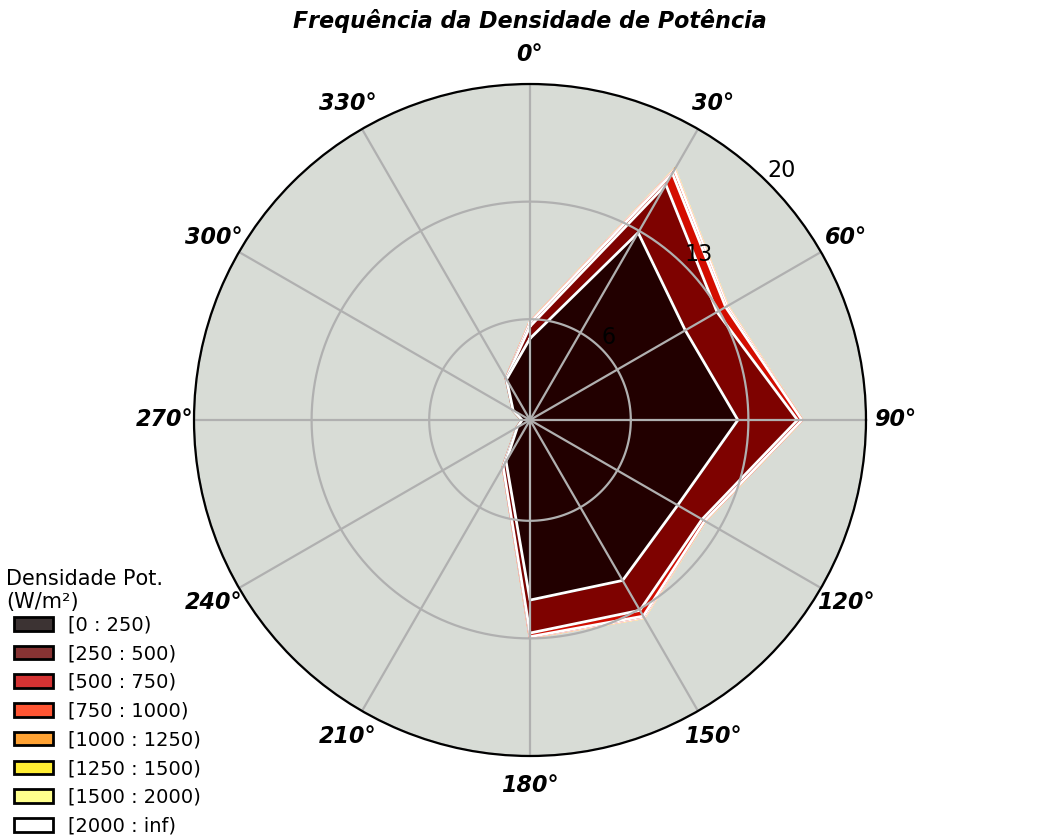 Frequência da Densidade de Potência
0°
330°
30°
20
300°
60°
13
6
270°
90°
240°
120°
210°
150°
180°
Densidade Pot.
(W/m²)
[0 : 250)
[250 : 500)
[500 : 750)
[750 : 1000)
[1000 : 1250)
[1250 : 1500)
[1500 : 2000)
[2000 : inf)